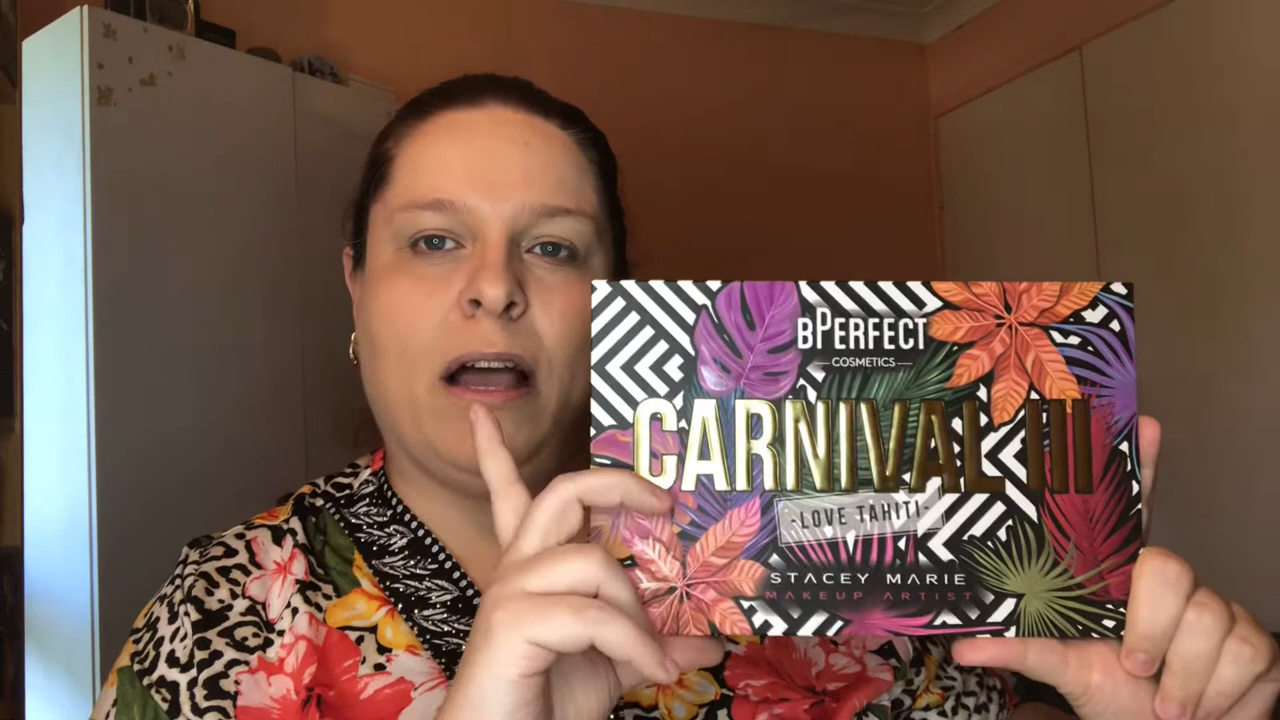 BPERFECT
COSMETICS
CARNIVAL III
-LOVE TAHITI-
STACEY MARIE
MAKEUP ARTIST